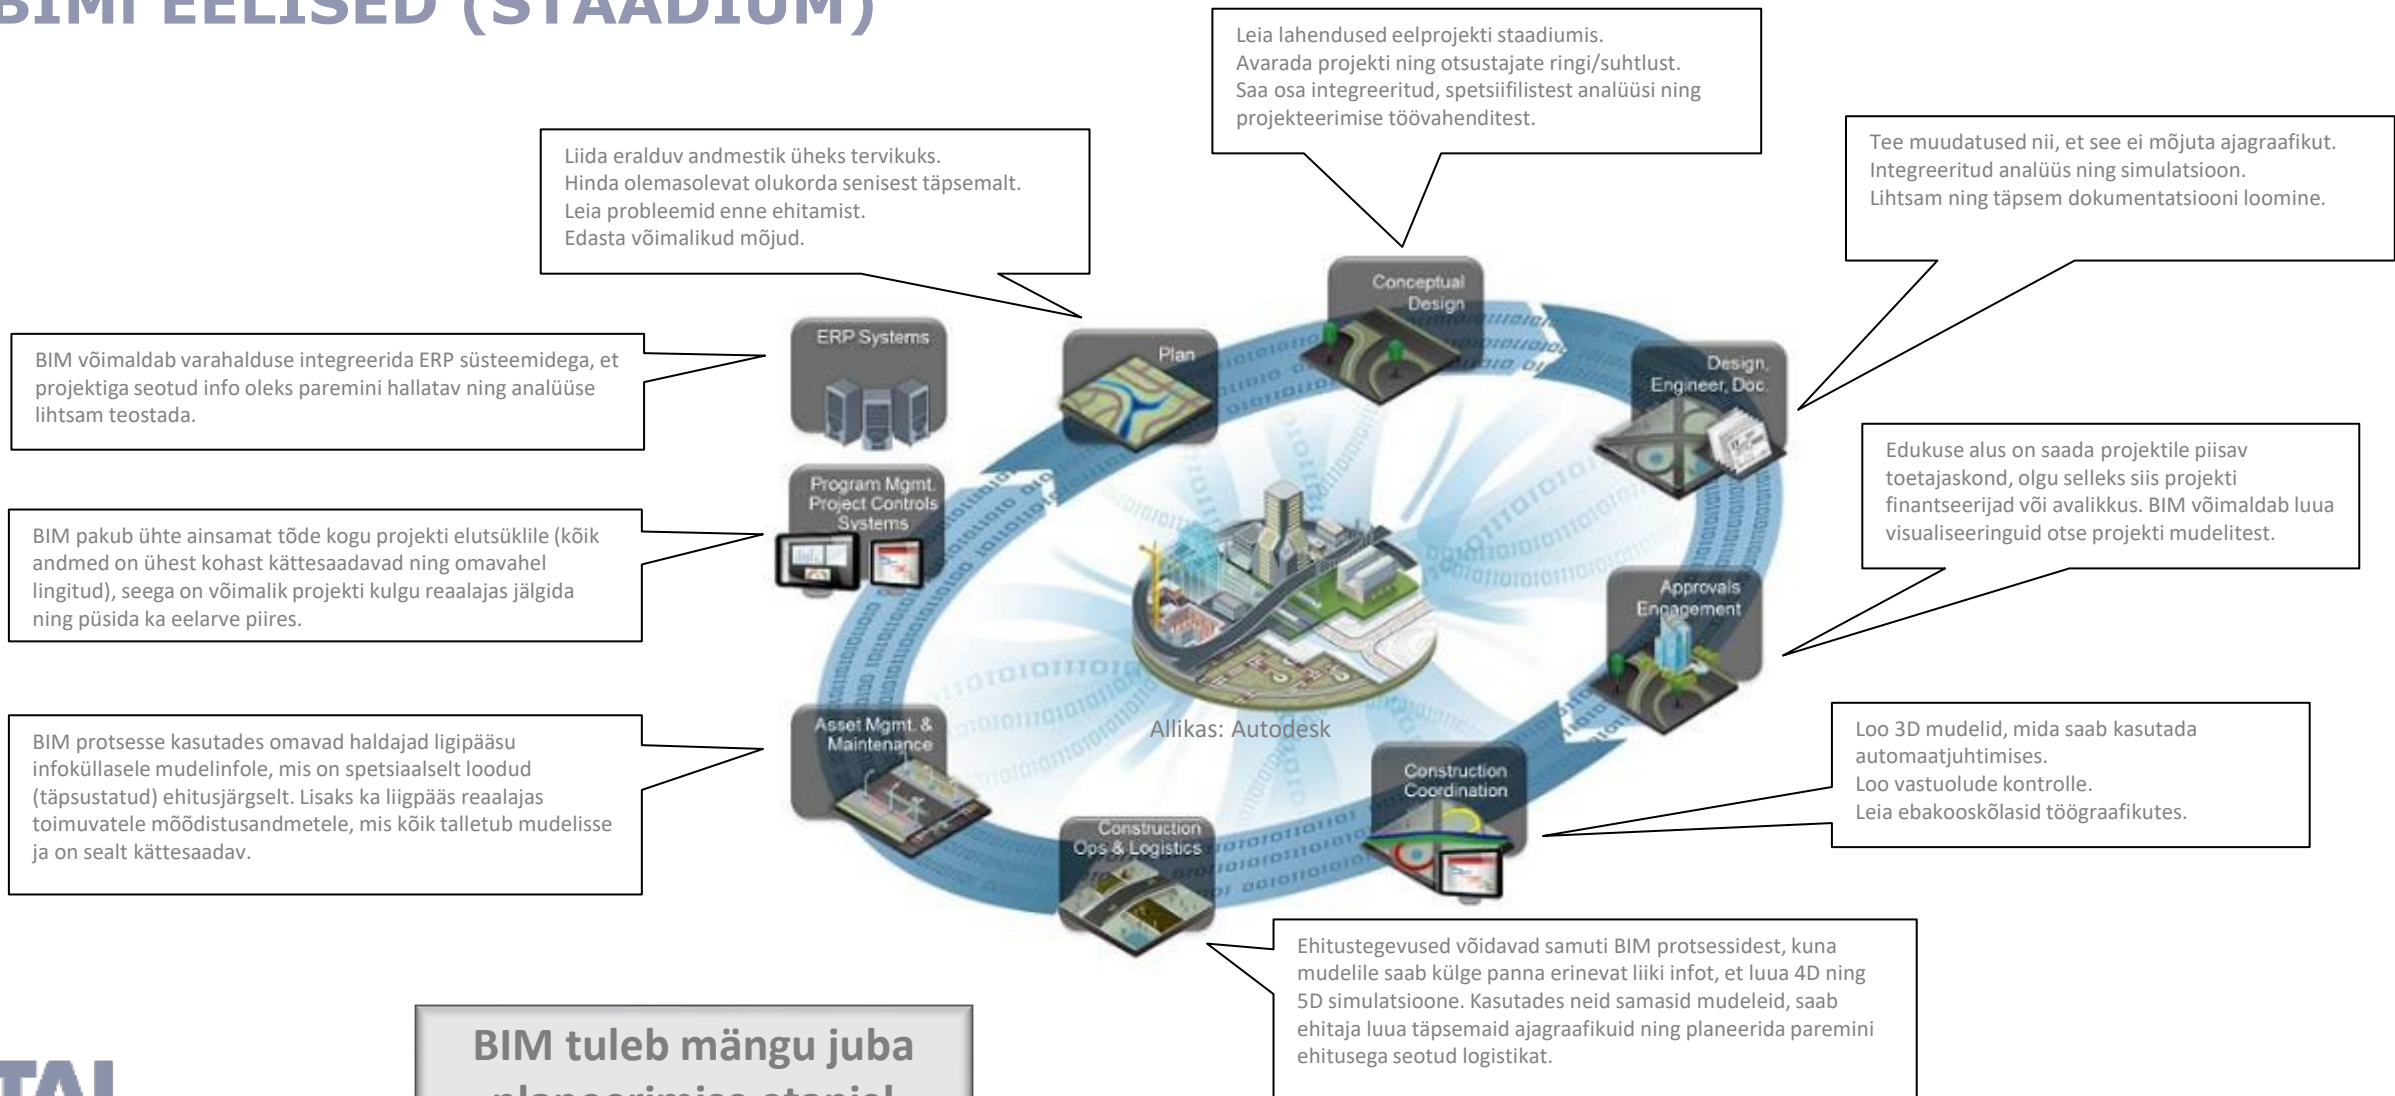 BIMI EELISED (STAADIUM)
Leia lahendused eelprojekti staadiumis.
Avarada projekti ning otsustajate ringi/suhtlust.
Saa osa integreeritud, spetsiifilistest analüüsi ning
projekteerimise töövahenditest.
Liida eralduv andmestik üheks tervikuks.
Hinda olemasolevat olukorda senisest täpsemalt.
Leia probleemid enne ehitamist.
Edasta võimalikud mõjud.
Tee muudatused nii, et see ei mõjuta ajagraafikut.
Integreeritud analüüs ning simulatsioon.
Lihtsam ning täpsem dokumentatsiooni loomine.
BIM võimaldab varahalduse integreerida ERP süsteemidega, et
projektiga seotud info oleks paremini hallatav ning analüüse
lihtsam teostada.
ERP Systems
Plan
Conceptual
Design
Design,
Engineer, Doc.
Edukuse alus on saada projektile piisav
toetajaskond, olgu selleks siis projekti
finantseerijad või avalikkus. BIM võimaldab luua
visualiseeringuid otse projekti mudelitest.
Program Mgmt.
Project Controls
Systems
BIM pakub ühte ainsamat tõde kogu projekti elutsüklile (kõik
andmed on ühest kohast kättesaadavad ning omavahel
lingitud), seega on võimalik projekti kulgu reaalajas jälgida
ning püsida ka eelarve piires.
Approvals
Engagement
BIM protsesse kasutades omavad haldajad ligipääsu
infoküllasele mudelinfole, mis on spetsiaalselt loodud
(täpsustatud) ehitusjärgselt. Lisaks ka liigpääs reaalajas
toimuvatele mõõdistusandmetele, mis kõik talletub mudelisse
ja on sealt kättesaadav.
Asset Mgmt. &
Maintenance
Allikas: Autodesk
Construction
Coordination
Loo 3D mudelid, mida saab kasutada
automaatjuhtimises.
Loo vastuolude kontrolle.
Leia ebakooskõlasid töögraafikutes.
Construction
Ops & Logistics
Ehitustegevused võidavad samuti BIM protsessidest, kuna
mudelile saab külge panna erinevat liiki infot, et luua 4D ning
5D simulatsioone. Kasutades neid samasid mudeleid, saab
ehitaja luua täpsemaid ajagraafikuid ning planeerida paremini
ehitusega seotud logistikat.
BIM tuleb mängu juba
planeerimise etapis!